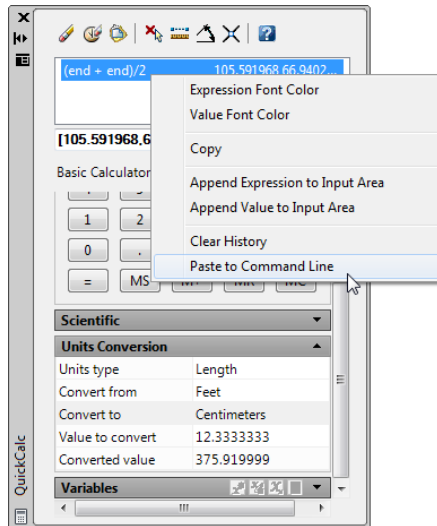 (end + end)/2 105.591968,66.9402...
Expression Font Color
Value Font Color
[105.591968,6
Copy
Basic Calculator
Append Expression to Input Area
Append Value to Input Area
1 2
Clear History
0 .
Paste to Command Line
= MS M+ MR MC
Scientific
Units Conversion
Units type Length
Convert from Feet
Convert to Centimeters
Value to convert 12.3333333
Converted value 375.919999
Variables
QuickCalc